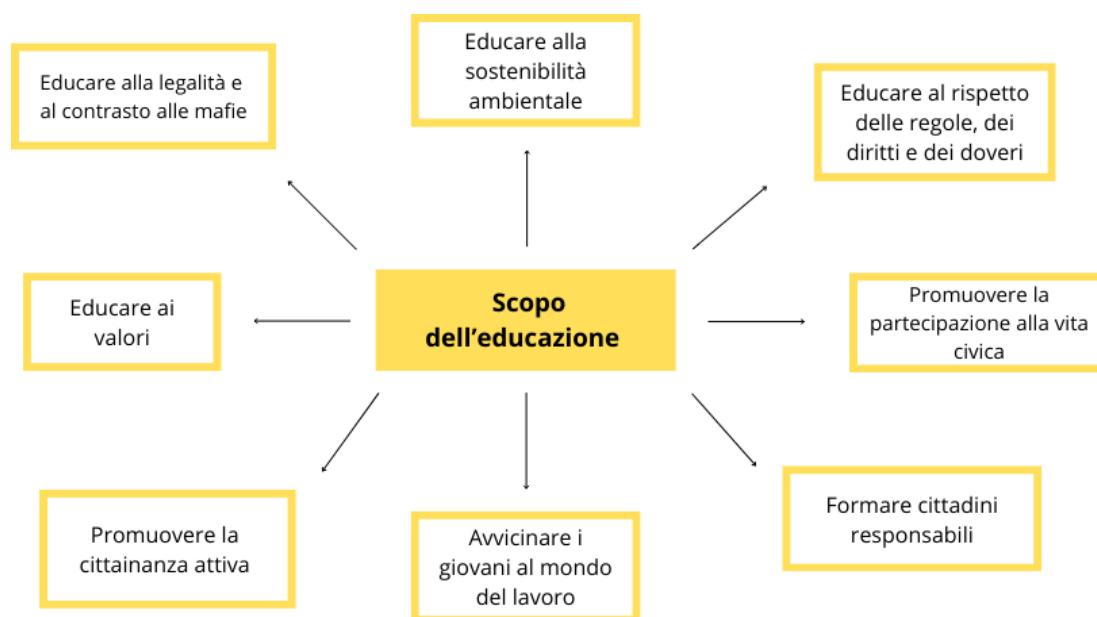 Educare alla legalità e
al contrasto alle mafie
Educare alla
sostenibilità
ambientale
Educare al rispetto
delle regole, dei
diritti e dei doveri
Educare ai
valori
Scopo
dell’educazione
Promuovere la
partecipazione alla vita
civica
Promuovere la
cittainanza attiva
Avvicinare i
giovani al mondo
del lavoro
Formare cittadini
responsabili